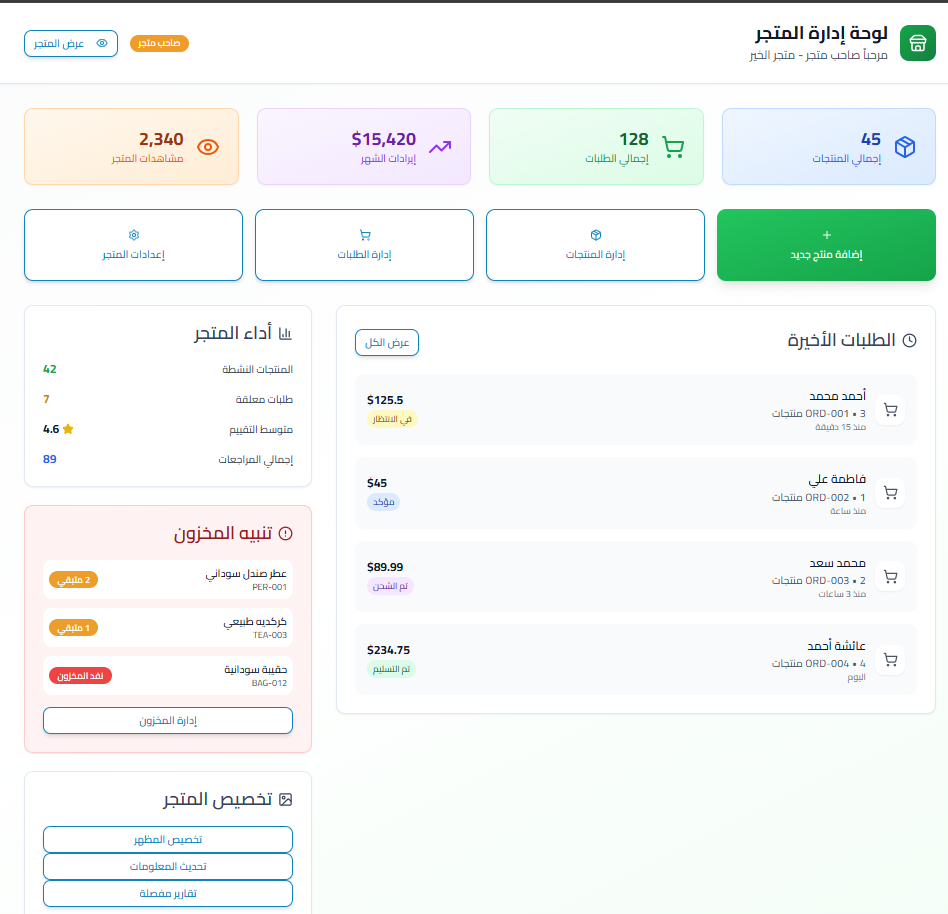 لوحة إدارة المتجر
مرحباً صاحب متجر - متجر الخير
صاحب متجر
عرض المتجر
45
إجمالي المنتجات
128
إجمالي الطلبات
$15,420
إيرادات الشهر
2,340
مشاهدات المتجر
إضافة منتج جديد
إدارة المنتجات
إدارة الطلبات
إعدادات المتجر
الطلبات الأخيرة
عرض الكل
أحمد محمد
ORD-001 • 3 منتجات
منذ 15 دقيقة
$125.5
في الانتظار
فاطمة علي
ORD-002 • 1 منتجات
منذ ساعة
$45
مؤكد
محمد سعد
ORD-003 • 2 منتجات
منذ 3 ساعات
$89.99
تم الشحن
عائشة أحمد
ORD-004 • 4 منتجات
اليوم
$234.75
تم التسليم
أداء المتجر
المنتجات النشطة 42
طلبات معلقة 7
متوسط التقييم 4.6
إجمالي المراجعات 89
تنبيه المخزون
عطر صندل سوداني
PER-001
2 متبقي
كركديه طبيعي
TEA-003
1 متبقي
حقيبة سودانية
BAG-012
نفد المخزون
إدارة المخزون
تخصيص المتجر
تخصيص المظهر
تحديث المعلومات
تقارير مفصلة